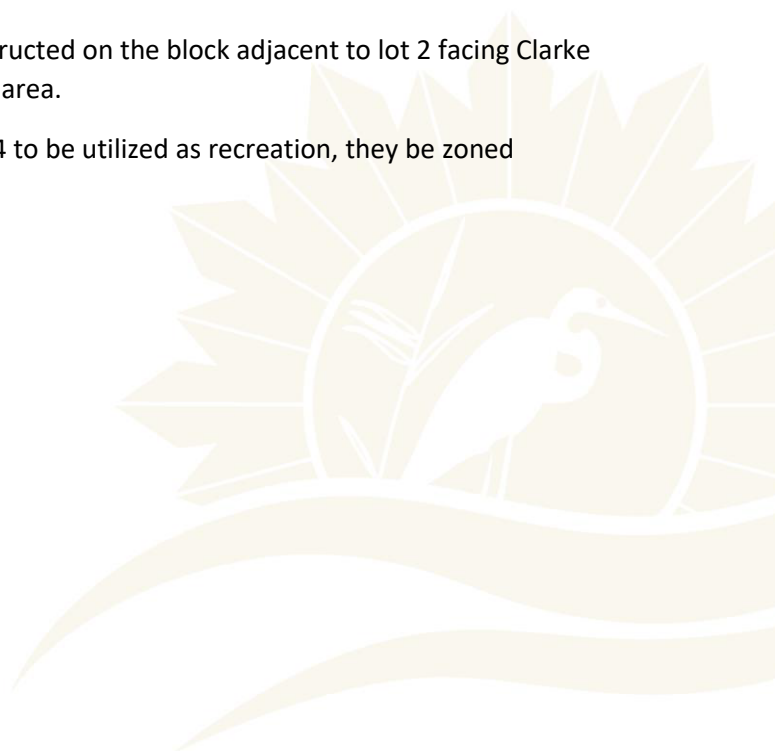 ructed on the block adjacent to lot 2 facing Clarke
area.
4 to be utilized as recreation, they be zoned